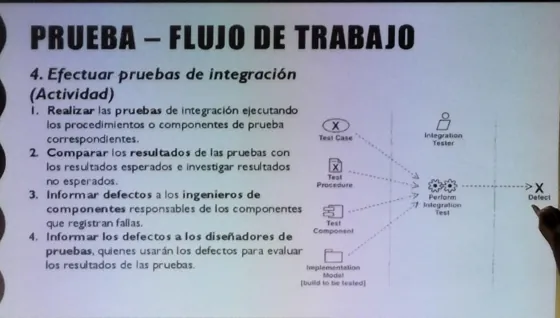 PRUEBA – FLUJO DE TRABAJO
4. Efectuar pruebas de integración
(Actividad)
1. Realizar las pruebas de integración ejecutando
los procedimientos o componentes de prueba
correspondientes.
2. Comparar los resultados de las pruebas con
los resultados esperados e investigar resultados
no esperados.
3. Informar defectos a los ingenieros de
componentes responsables de los componentes
que registran fallas.
4. Informar los defectos a los diseñadores de
pruebas, quienes usarán los defectos para evaluar
los resultados de las pruebas.
X
Test Case
Integration
Tester
X
Test
Procedure
Perform
Integration
Test
X
Defect
Test
Component
Implementation
Model
[build to be tested]